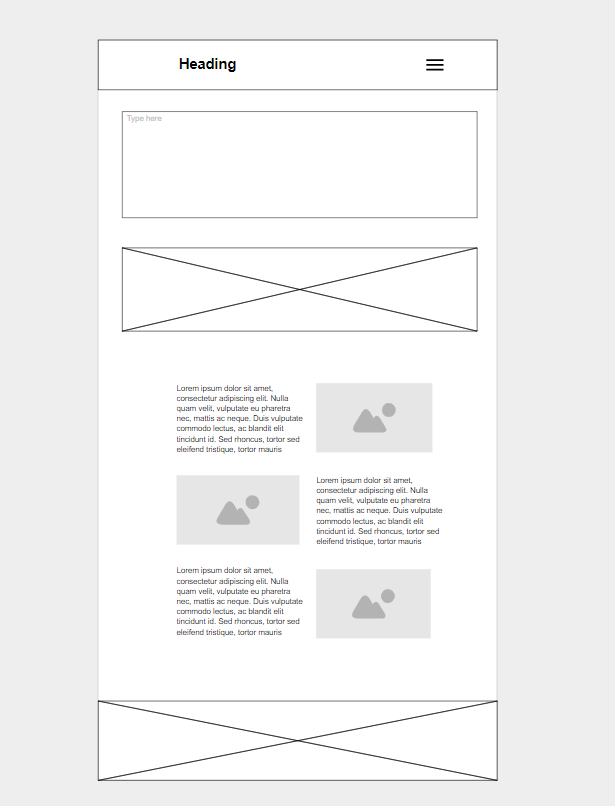 Heading
Type here
Lorem ipsum dolor sit amet,
consectetur adipiscing elit. Nulla
quam velit, vulputate eu pharetra
nec, mattis ac neque. Duis vulputate
commodo lectus, ac blandit elit
tincidunt id. Sed rhoncus, tortor sed
eleifend tristique, tortor mauris
Lorem ipsum dolor sit amet,
consectetur adipiscing elit. Nulla
quam velit, vulputate eu pharetra
nec, mattis ac neque. Duis vulputate
commodo lectus, ac blandit elit
tincidunt id. Sed rhoncus, tortor sed
eleifend tristique, tortor mauris
Lorem ipsum dolor sit amet,
consectetur adipiscing elit. Nulla
quam velit, vulputate eu pharetra
nec, mattis ac neque. Duis vulputate
commodo lectus, ac blandit elit
tincidunt id. Sed rhoncus, tortor sed
eleifend tristique, tortor mauris